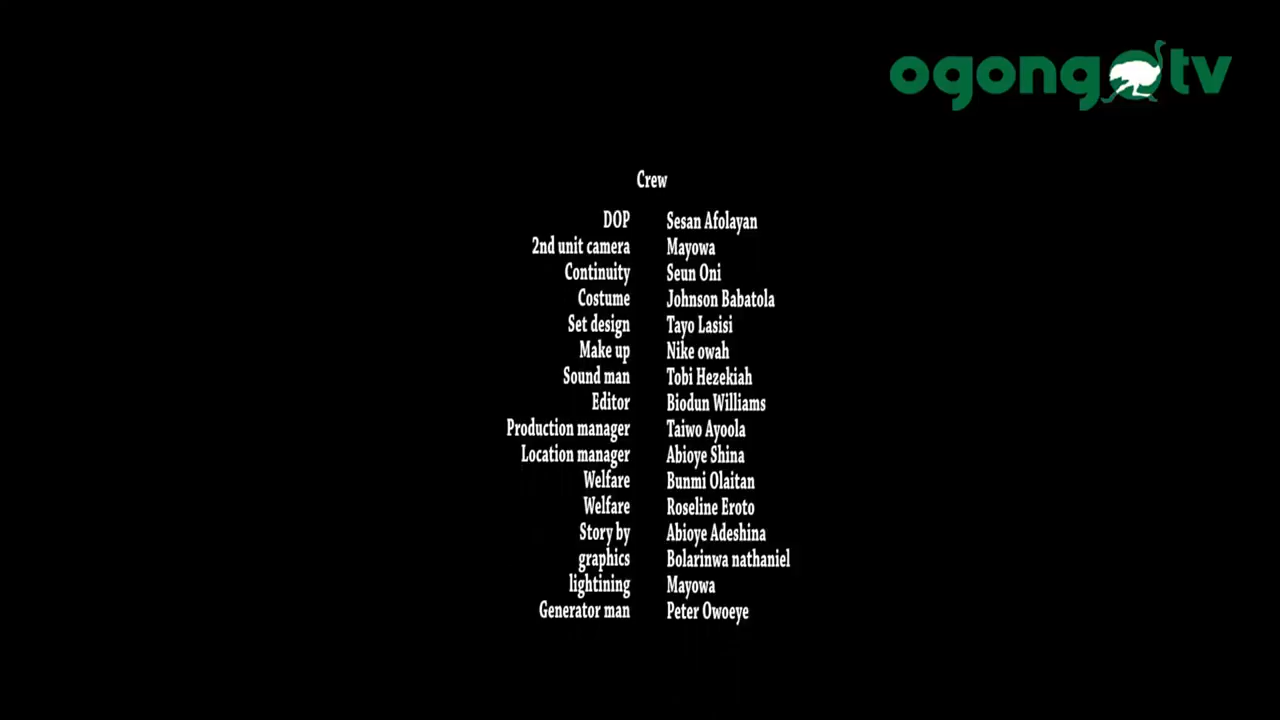 ogongotv
Crew
DOP Sesan Afolayan
2nd unit camera Mayowa
Continuity Seun Oni
Costume Johnson Babatola
Set design Tayo Lasisi
Make up Nike owah
Sound man Tobi Hezekiah
Editor Biodun Williams
Production manager Taiwo Ayoola
Location manager Abioye Shina
Welfare Bunmi Olaitan
Welfare Roseline Eroto
Story by Abioye Adeshina
graphics Bolarinwa nathaniel
lightining Mayowa
Generator man Peter Owoeye